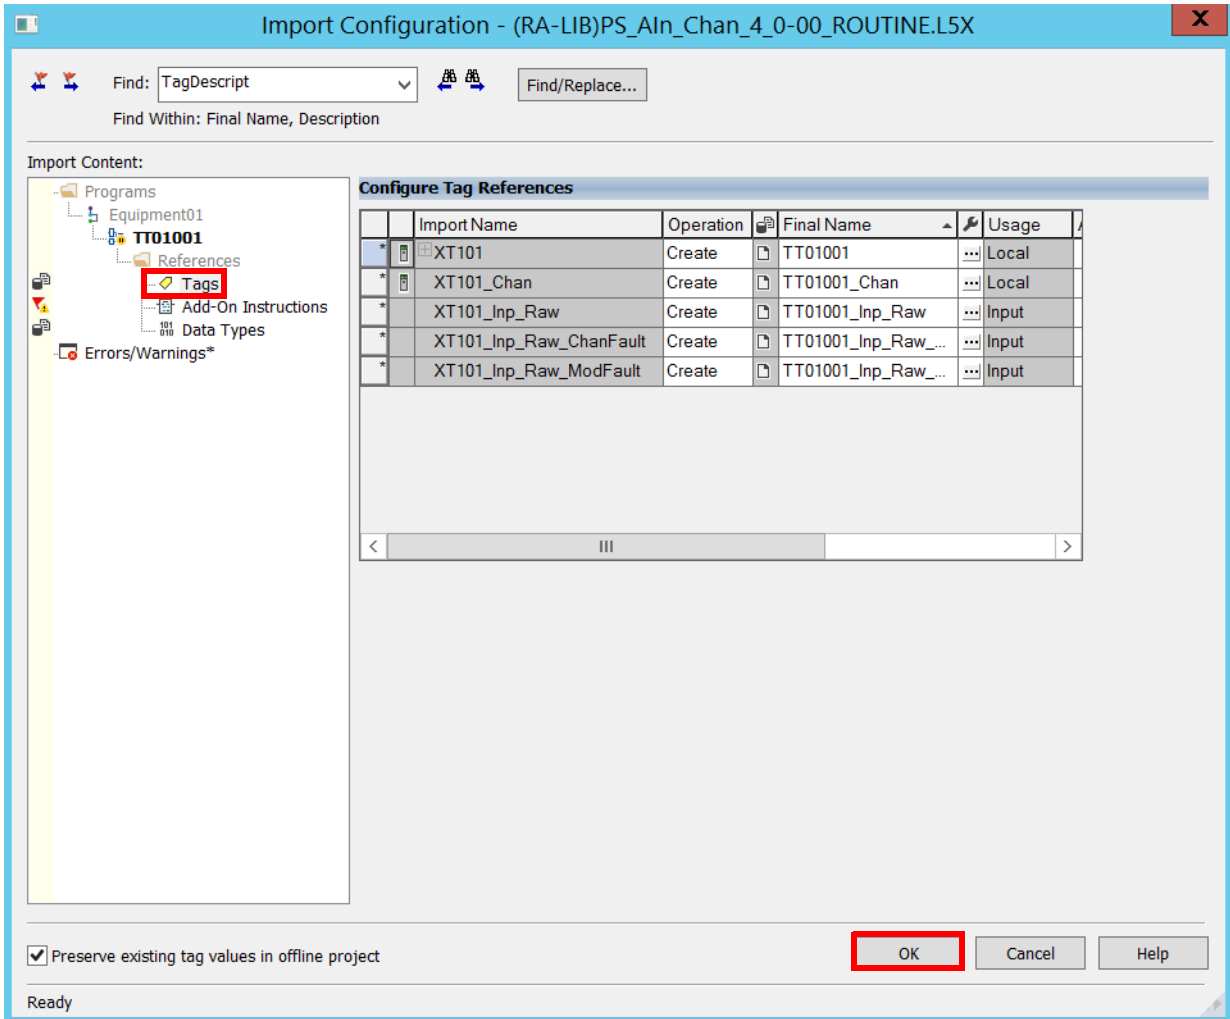 Import Configuration - (RA-LIB)PS_AIn_Chan_4_0-00_ROUTINE.L5X
X
Find: TagDescript Find/Replace...
Find Within: Final Name, Description
Import Content:
Programs
Equipment01
TT01001
References
Tags
Add-On Instructions
Data Types
Errors/Warnings*
Configure Tag References
Import Name Operation Final Name Usage
* XT101 Create TT01001 ... Local
* XT101_Chan Create TT01001_Chan ... Local
* XT101_Inp_Raw Create TT01001_Inp_Raw ... Input
* XT101_Inp_Raw_ChanFault Create TT01001_Inp_Raw_... ... Input
* XT101_Inp_Raw_ModFault Create TT01001_Inp_Raw_... ... Input
Preserve existing tag values in offline project
OK Cancel Help
Ready